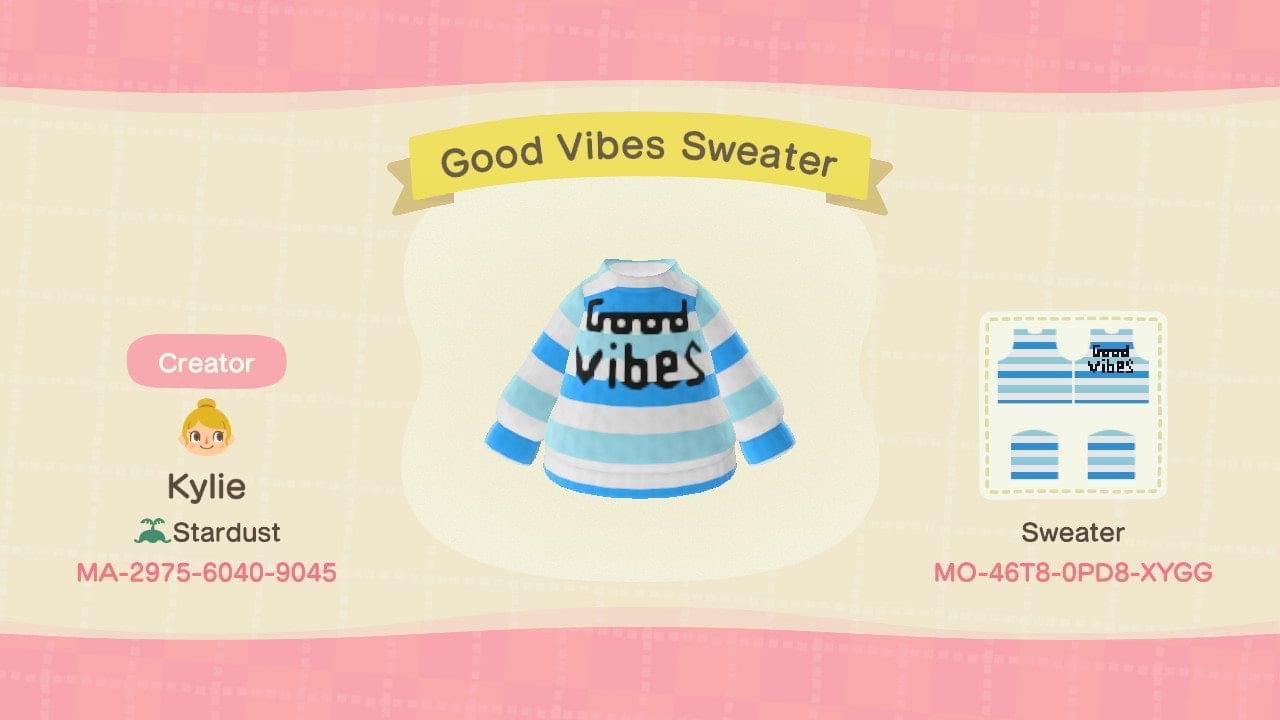 Good Vibes Sweater
Good
vibes
Creator
Kylie
Stardust
MA-2975-6040-9045
Good
vibes
Sweater
MO-46T8-0PD8-XYGG